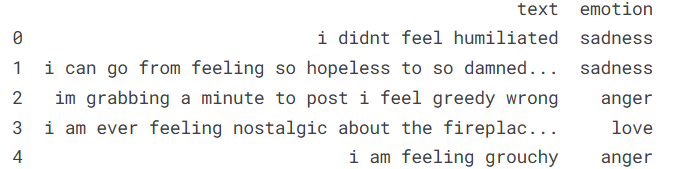 text emotion
0 i didnt feel humiliated sadness
1 i can go from feeling so hopeless to so damned... sadness
2 im grabbing a minute to post i feel greedy wrong anger
3 i am ever feeling nostalgic about the fireplac... love
4 i am feeling grouchy anger